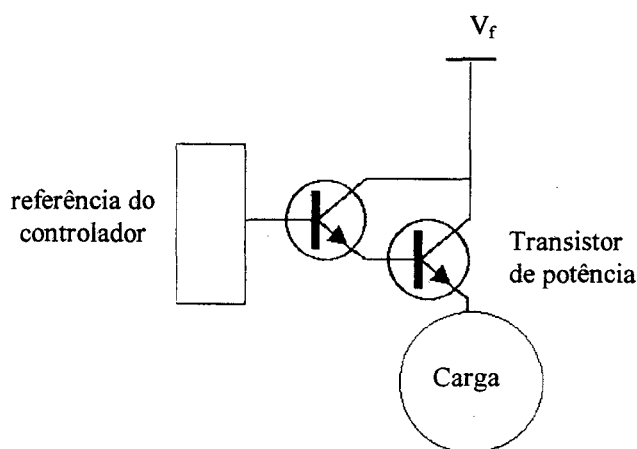 V_f
referência do
controlador
Transistor
de potência
Carga